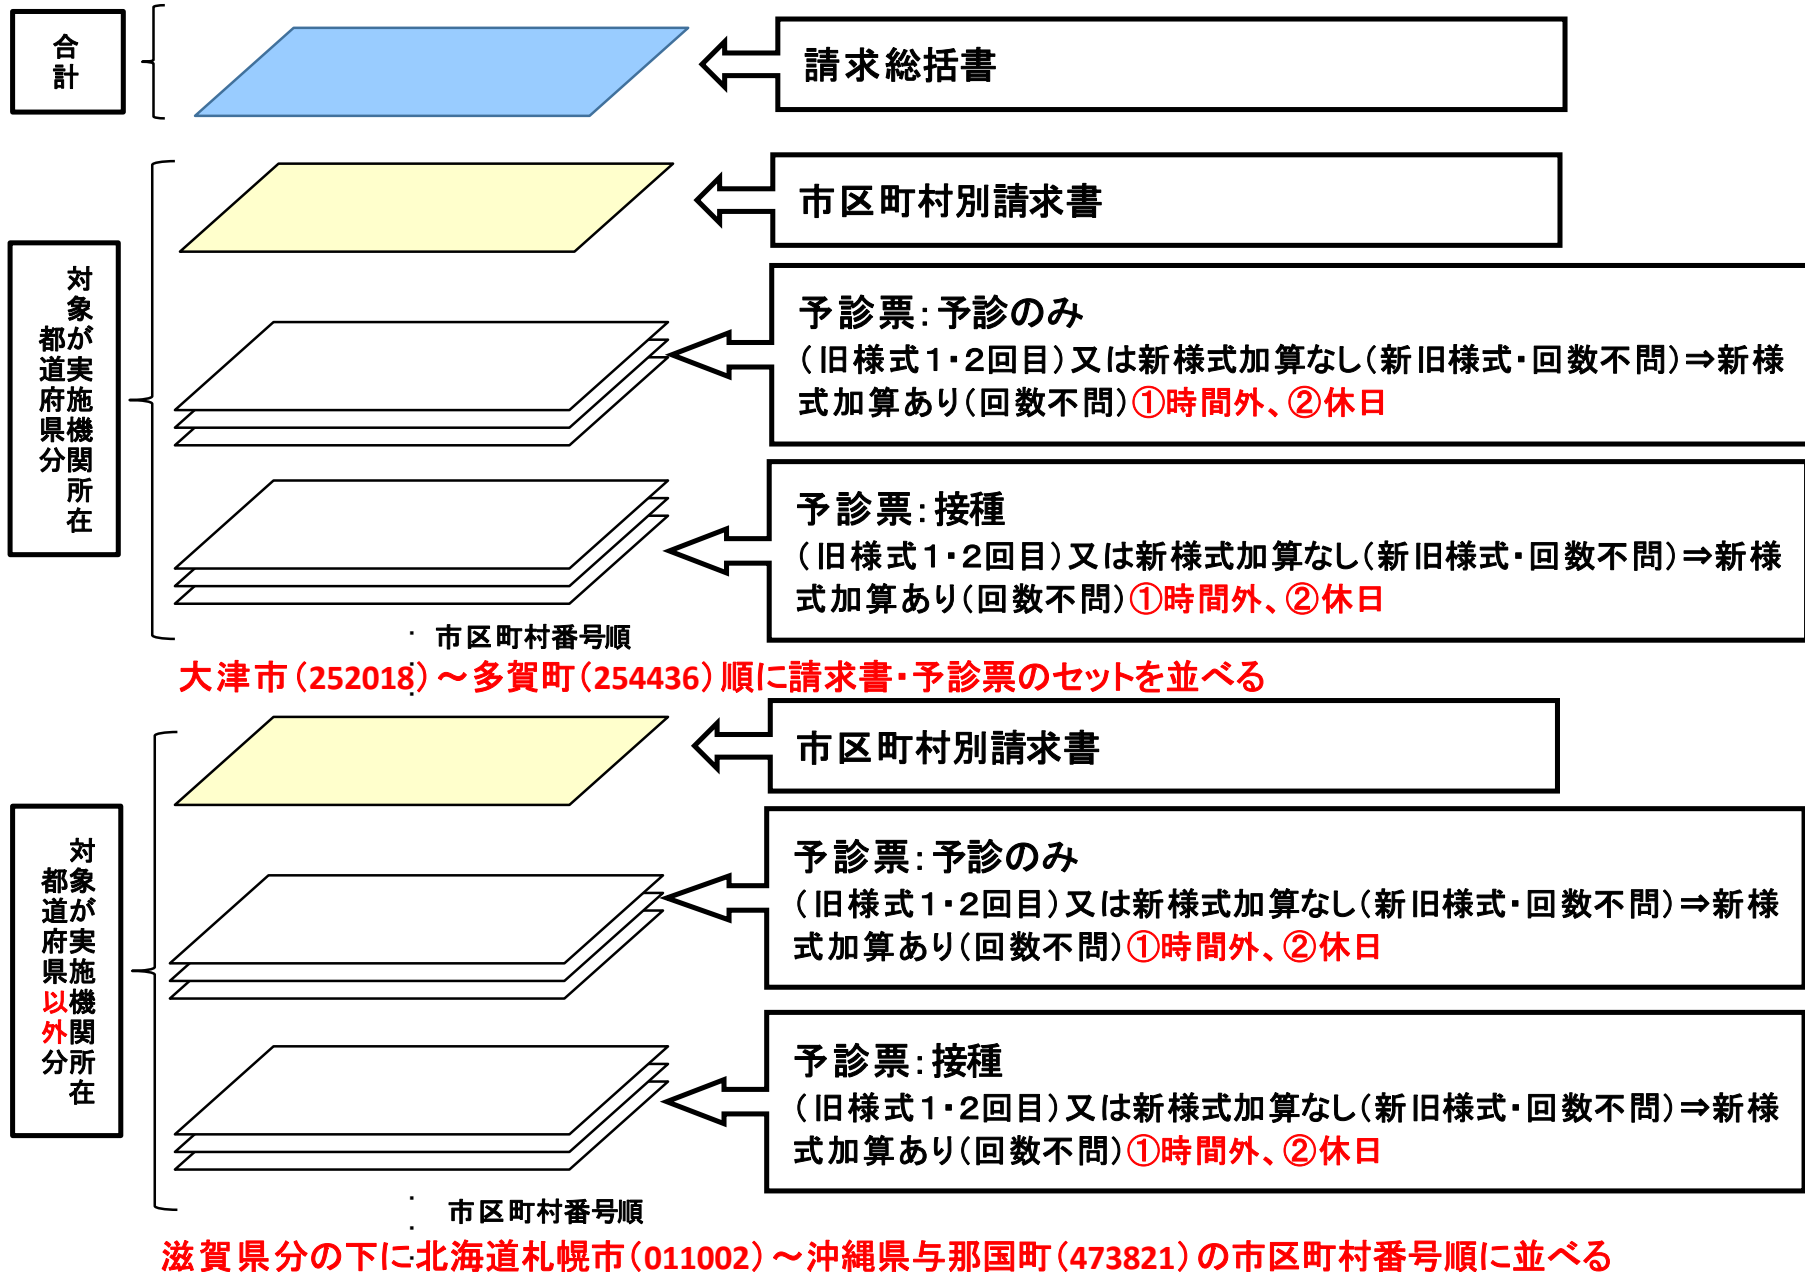 合計
請求総括書
市区町村別請求書
対象が実施機関所在
都道府県分
予診票：予診のみ
（旧様式１・２回目）又は新様式加算なし（新旧様式・回数不問）⇒新様
式加算あり（回数不問）①時間外、②休日
予診票：接種
（旧様式１・２回目）又は新様式加算なし（新旧様式・回数不問）⇒新様
式加算あり（回数不問）①時間外、②休日
市区町村番号順
大津市（252018）～多賀町（254436）順に請求書・予診票のセットを並べる
市区町村別請求書
対象が実施機関所在
都道府県以外分
予診票：予診のみ
（旧様式１・２回目）又は新様式加算なし（新旧様式・回数不問）⇒新様
式加算あり（回数不問）①時間外、②休日
予診票：接種
（旧様式１・２回目）又は新様式加算なし（新旧様式・回数不問）⇒新様
式加算あり（回数不問）①時間外、②休日
市区町村番号順
滋賀県分の下に北海道札幌市（011002）～沖縄県与那国町（473821）の市区町村番号順に並べる